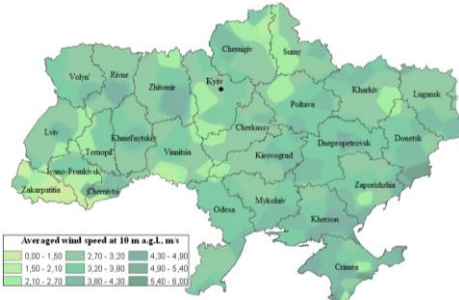 Chernigiv
Sumy
Volyn'
Rivne
Zhitomir
Kyiv
Kharkiv
Lugansk
Poltava
Lviv
Ternopil'
Khmel'nytskiy
Cherkassy
Vinnitsia
Dnepropetrovsk
Donetsk
Kirovograd
Ivano-Frankivsk
Zakarpattia
Chernivtsi
Zaporizhzhia
Odesa
Mykolaiv
Kherson
Crimea
Averaged wind speed at 10 m a.g.l., m/s
0,00 - 1,50 2,70 - 3,20 4,30 - 4,90
1,50 - 2,10 3,20 - 3,80 4,90 - 5,40
2,10 - 2,70 3,80 - 4,30 5,40 - 6,00